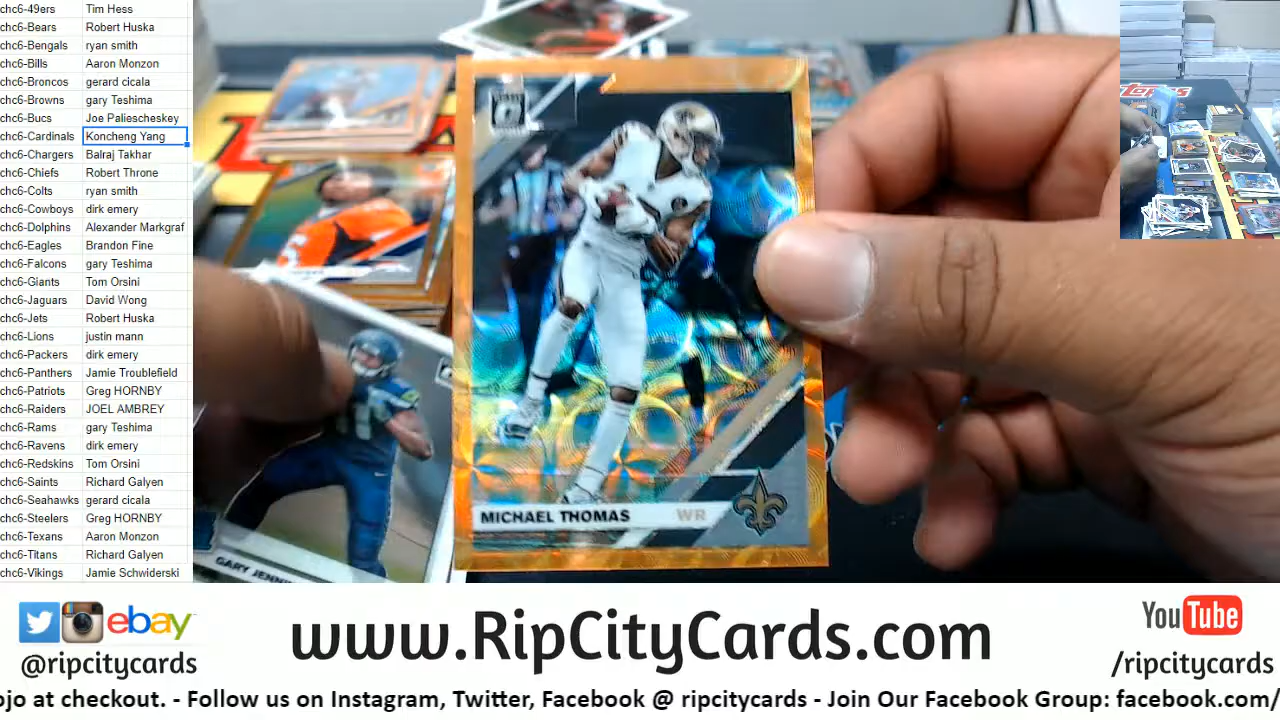 chc6-49ers Tim Hess
chc6-Bears Robert Huska
chc6-Bengals ryan smith
chc6-Bills Aaron Monzon
chc6-Broncos gerard cicala
chc6-Browns gary Teshima
chc6-Bucs Joe Paliescheskey
chc6-Cardinals Koncheng Yang
chc6-Chargers Balraj Takhar
chc6-Chiefs Robert Throne
chc6-Colts ryan smith
chc6-Cowboys dirk emery
chc6-Dolphins Alexander Markgraf
chc6-Eagles Brandon Fine
chc6-Falcons gary Teshima
chc6-Giants Tom Orsini
chc6-Jaguars David Wong
chc6-Jets Robert Huska
chc6-Lions justin mann
chc6-Packers dirk emery
chc6-Panthers Jamie Troublefield
chc6-Patriots Greg HORNBY
chc6-Raiders JOEL AMBREY
chc6-Rams gary Teshima
chc6-Ravens dirk emery
chc6-Redskins Tom Orsini
chc6-Saints Richard Galyen
chc6-Seahawks gerard cicala
chc6-Steelers Greg HORNBY
chc6-Texans Aaron Monzon
chc6-Titans Richard Galyen
chc6-Vikings Jamie Schwiderski
MICHAEL THOMAS WR
GARY JENNI
Topps
ebay
@ripcitycards
www.RipCityCards.com
YouTube
/ripcitycards
ojo at checkout. - Follow us on Instagram, Twitter, Facebook @ ripcitycards - Join Our Facebook Group: facebook.com/